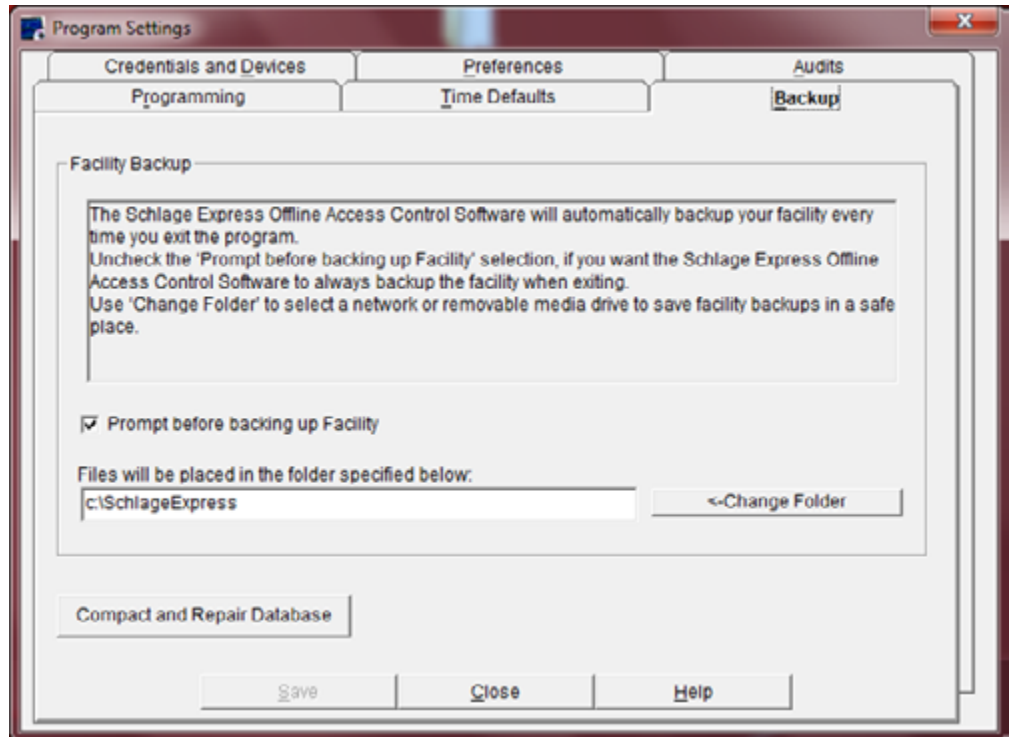 Program Settings
Credentials and Devices
Preferences
Audits
Programming
Time Defaults
Backup
Facility Backup
The Schlage Express Offline Access Control Software will automatically backup your facility every
time you exit the program.
Uncheck the 'Prompt before backing up Facility' selection, if you want the Schlage Express Offline
Access Control Software to always backup the facility when exiting.
Use 'Change Folder' to select a network or removable media drive to save facility backups in a safe
place.
Prompt before backing up Facility
Files will be placed in the folder specified below:
c:\SchlageExpress
<-Change Folder
Compact and Repair Database
Save
Close
Help